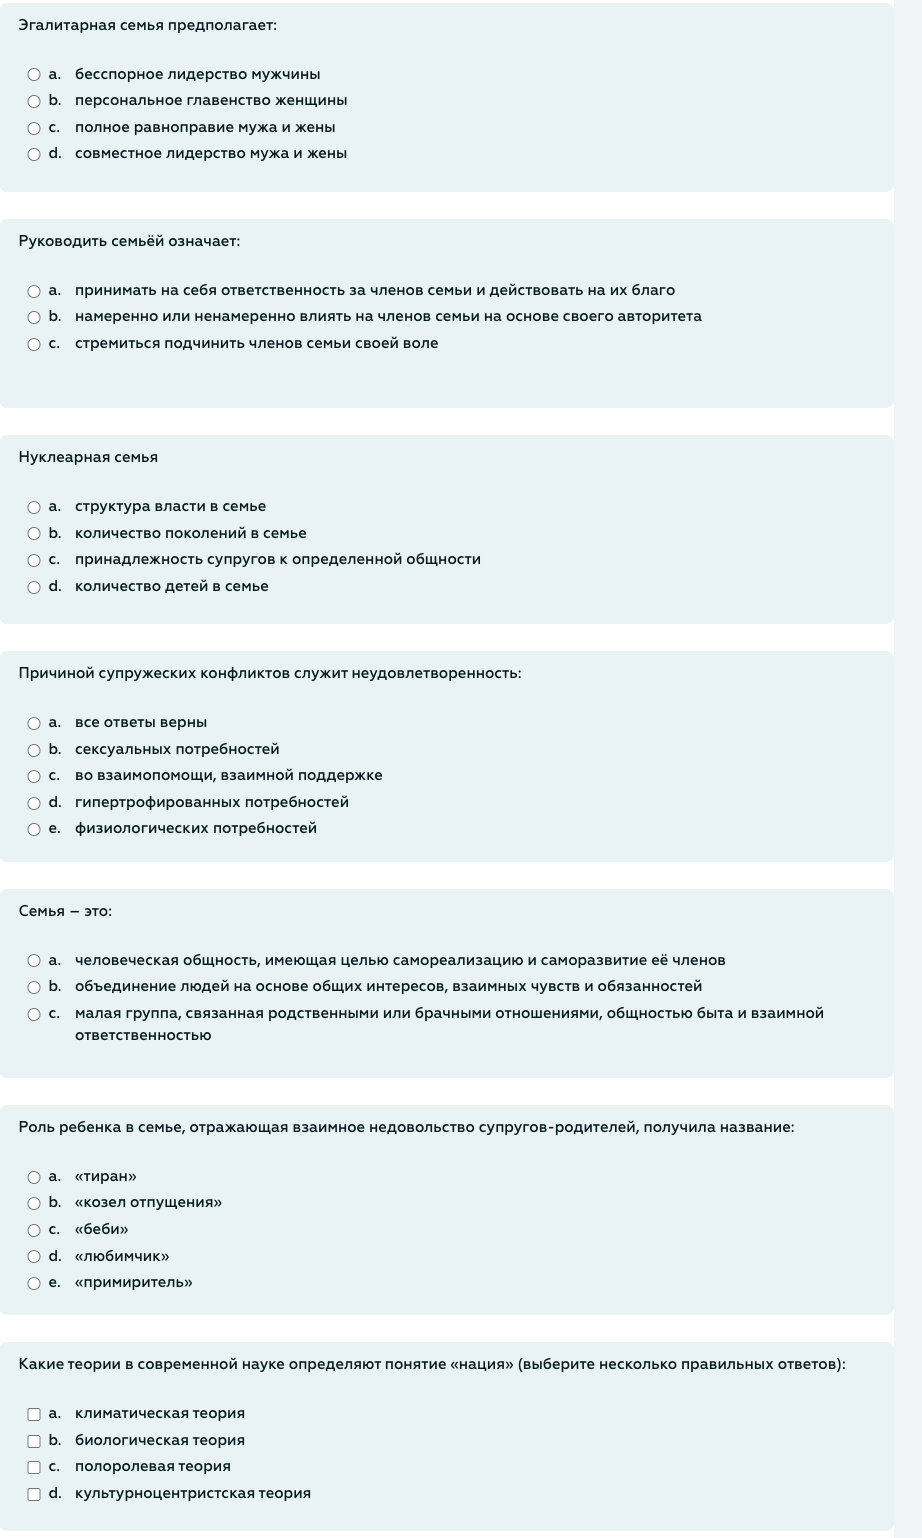 Эгалитарная семья предполагает:
a. бесспорное лидерство мужчины
b. персональное главенство женщины
c. полное равноправие мужа и жены
d. совместное лидерство мужа и жены
Руководить семьёй означает:
a. принимать на себя ответственность за членов семьи и действовать на их благо
b. намеренно или ненамеренно влиять на членов семьи на основе своего авторитета
c. стремиться подчинить членов семьи своей воле
Нуклеарная семья
a. структура власти в семье
b. количество поколений в семье
c. принадлежность супругов к определенной общности
d. количество детей в семье
Причиной супружеских конфликтов служит неудовлетворенность:
a. все ответы верны
b. сексуальных потребностей
c. во взаимопомощи, взаимной поддержке
d. гипертрофированных потребностей
e. физиологических потребностей
Семья – это:
a. человеческая общность, имеющая целью самореализацию и саморазвитие её членов
b. объединение людей на основе общих интересов, взаимных чувств и обязанностей
c. малая группа, связанная родственными или брачными отношениями, общностью быта и взаимной
ответственностью
Роль ребенка в семье, отражающая взаимное недовольство супругов-родителей, получила название:
a. «тиран»
b. «козел отпущения»
c. «беби»
d. «любимчик»
e. «примиритель»
Какие теории в современной науке определяют понятие «нация» (выберите несколько правильных ответов):
a. климатическая теория
b. биологическая теория
c. полоролевая теория
d. культурноцентристская теория